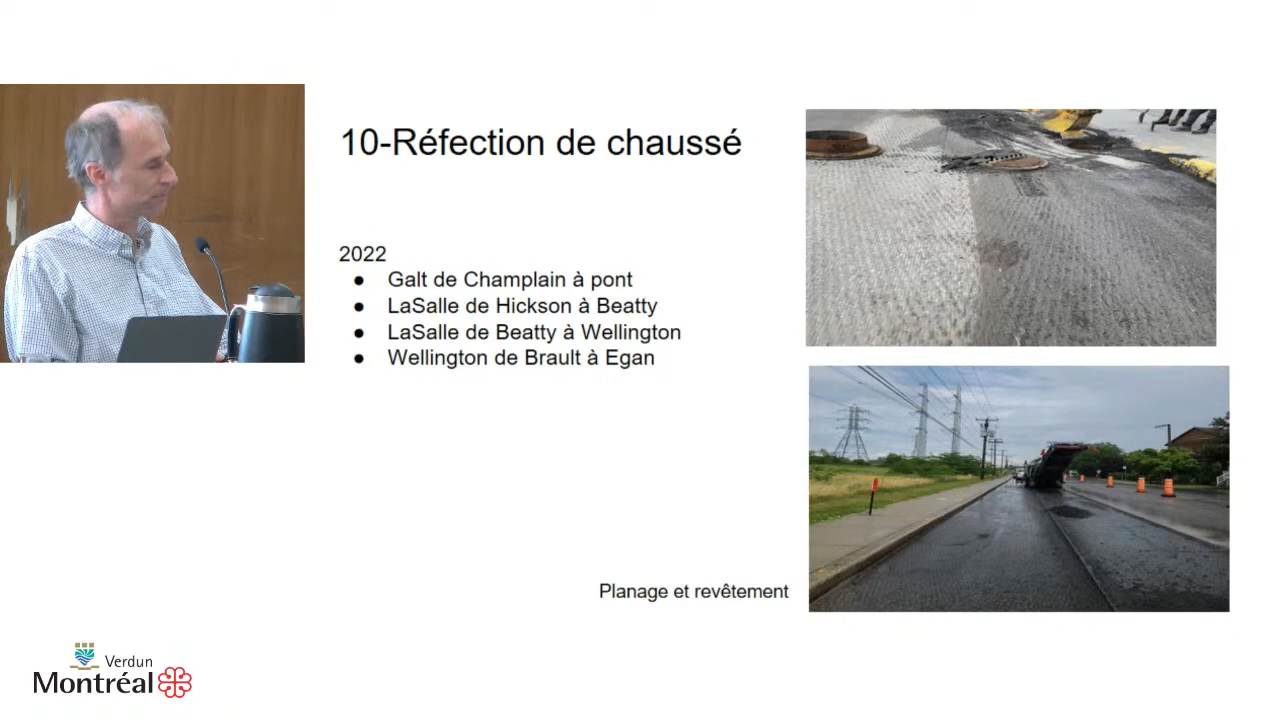 10-Réfection de chaussé
2022
● Galt de Champlain à pont
● LaSalle de Hickson à Beatty
● LaSalle de Beatty à Wellington
● Wellington de Brault à Egan
Planage et revêtement
Verdun
Montréal